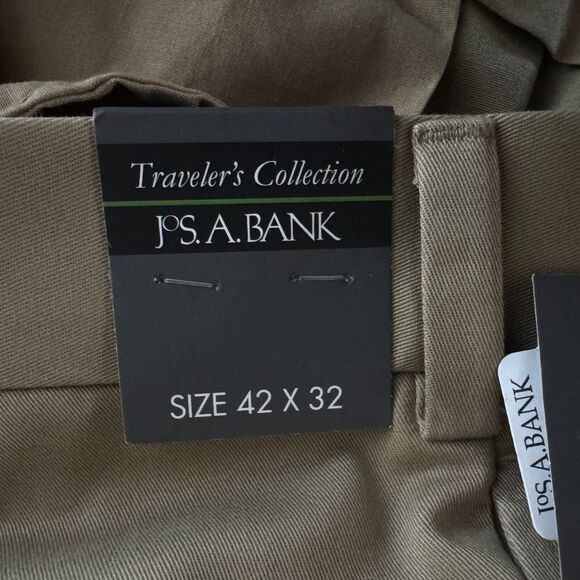 Traveler's Collection
JOS. A. BANK
SIZE 42 X 32
JOS. A. BANK